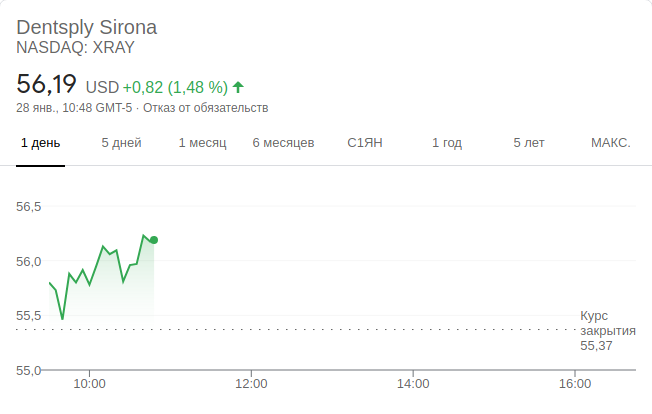 Dentsply Sirona
NASDAQ: XRAY
56,19 USD +0,82 (1,48 %)
28 янв., 10:48 GMT-5 · Отказ от обязательств
1 день 5 дней 1 месяц 6 месяцев С1ЯН 1 год 5 лет МАКС.
56,5
56,0
55,5
Курс
закрытия
55,37
55,0
10:00 12:00 14:00 16:00